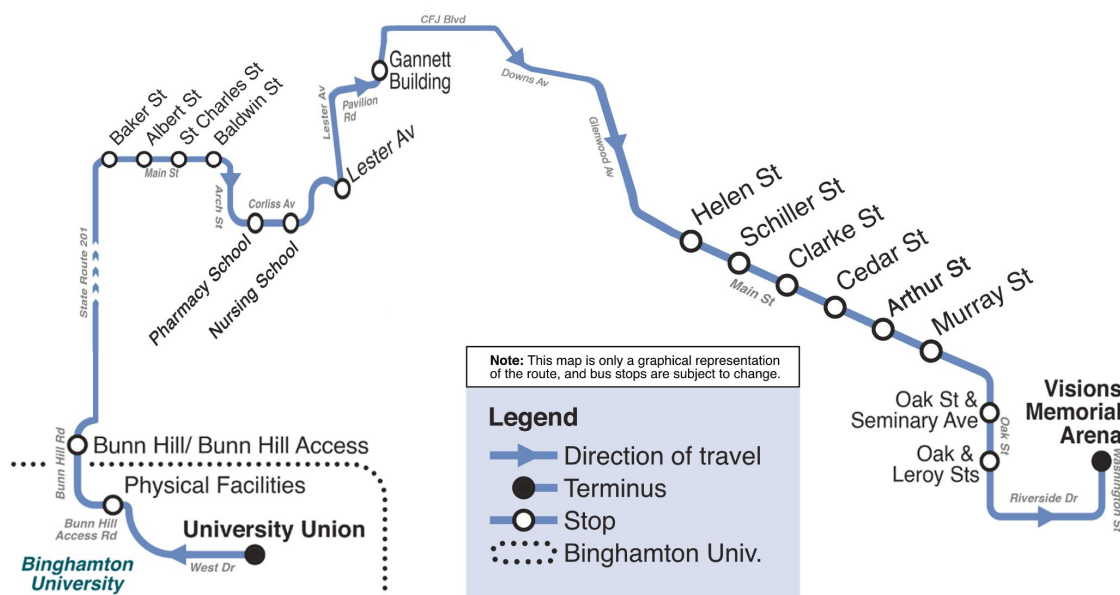 CFJ Blvd
Gannett
Building
Downs Av
Lester Av
Pavilion
Rd
Baker St
Albert St
St Charles St
Baldwin St
Main St
Lester Av
Glenwood Av
Arch St
Corliss Av
Pharmacy School
Nursing School
State Route 201
Helen St
Schiller St
Clarke St
Cedar St
Arthur St
Murray St
Main St
Note: This map is only a graphical representation
of the route, and bus stops are subject to change.
Legend
Direction of travel
Terminus
Stop
Binghamton Univ.
Oak St &
Seminary Ave
Oak St
Oak &
Leroy Sts
Visions
Memorial
Arena
Washington St
Riverside Dr
Bunn Hill Rd
Bunn Hill/ Bunn Hill Access
Physical Facilities
Bunn Hill
Access Rd
University Union
West Dr
Binghamton
University